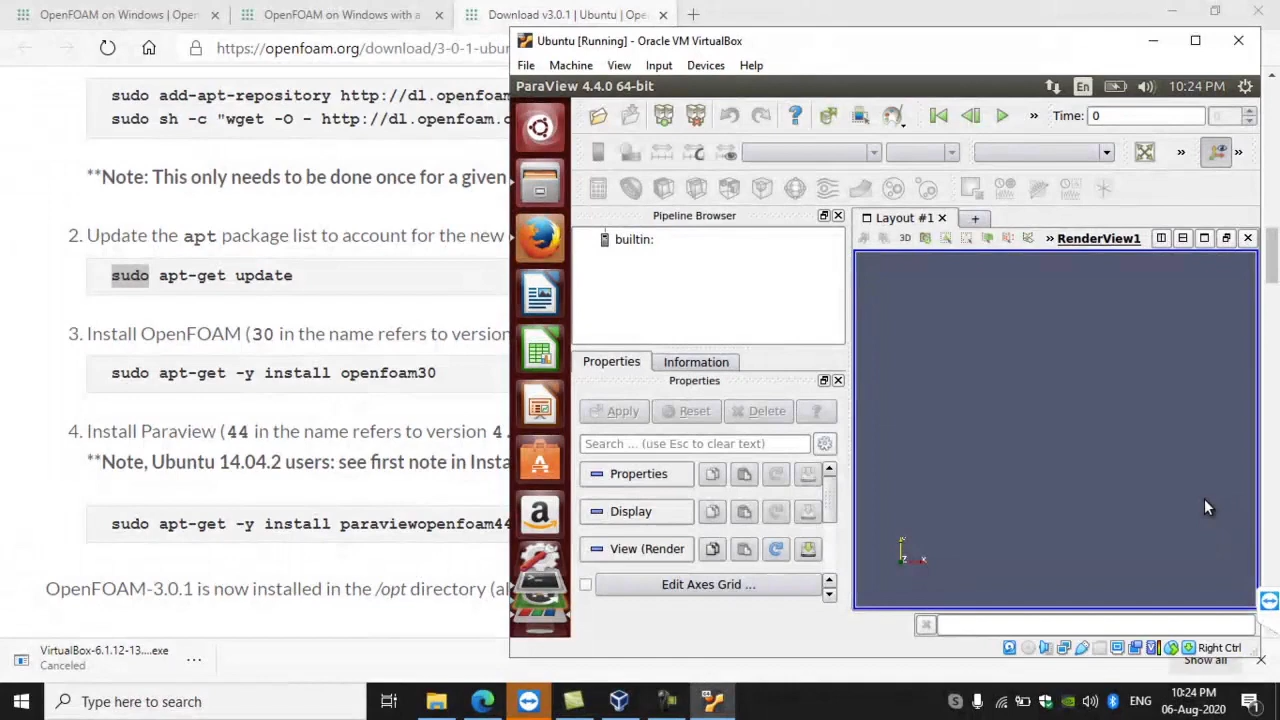 OpenFOAM on Windows | Open
OpenFOAM on Windows with a
Download v3.0.1 | Ubuntu | Ope
https://openfoam.org/download/3-0-1-ubun
sudo add-apt-repository http://dl.openfoam
sudo sh -c "wget -O - http://dl.openfoam.o
**Note: This only needs to be done once for a given
2. Update the apt package list to account for the new
sudo apt-get update
3. Install OpenFOAM (30 in the name refers to version
sudo apt-get -y install openfoam30
4. Install Paraview (44 in the name refers to version 4.
**Note, Ubuntu 14.04.2 users: see first note in Insta
sudo apt-get -y install paraviewopenfoam44
OpenFOAM-3.0.1 is now installed in the /opt directory (al
VirtualBox-6.1.12-13....exe
Canceled
Show all
Ubuntu [Running] - Oracle VM VirtualBox
File Machine View Input Devices Help
ParaView 4.4.0 64-bit
En
10:24 PM
Time: 0
Pipeline Browser
builtin:
Layout #1
3D
RenderView1
Properties Information
Properties
Apply Reset Delete ?
Search ... (use Esc to clear text)
Properties
Display
View (Render
Edit Axes Grid ...
Y
Z
X
Right Ctrl
Type here to search
ENG
10:24 PM
06-Aug-2020
1